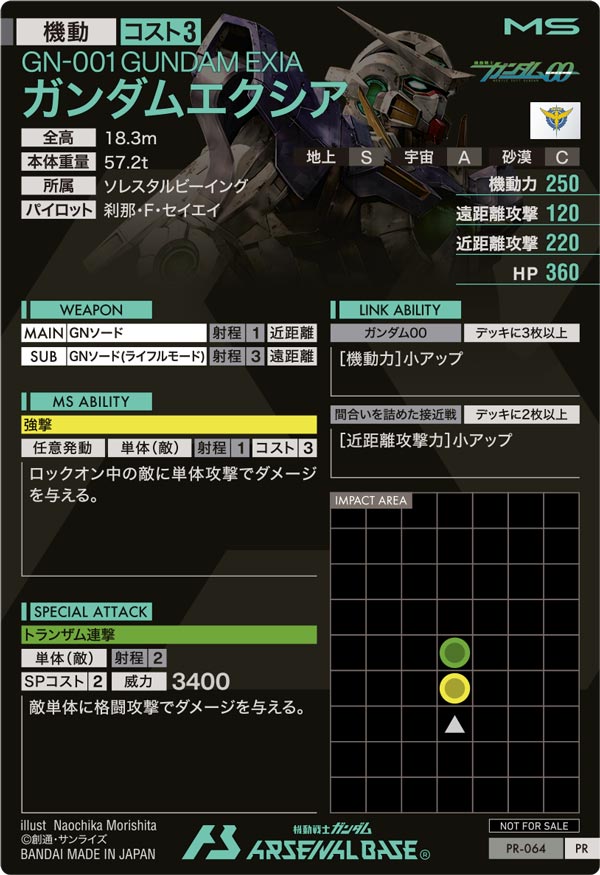 機動 コスト3
MS
GN-001 GUNDAM EXIA
機動戦士ガンダム00
ガンダムエクシア
全高 18.3m
本体重量 57.2t
所属 ソレスタルビーイング
パイロット 刹那・F・セイエイ
地上 S 宇宙 A 砂漠 C
機動力 250
遠距離攻撃 120
近距離攻撃 220
HP 360
WEAPON
MAIN GNソード 射程 1 近距離
SUB GNソード(ライフルモード) 射程 3 遠距離
MS ABILITY
強撃
任意発動 単体(敵) 射程 1 コスト 3
ロックオン中の敵に単体攻撃でダメージ
を与える。
SPECIAL ATTACK
トランザム連撃
単体(敵) 射程 2
SPコスト 2 威力 3400
敵単体に格闘攻撃でダメージを与える。
LINK ABILITY
ガンダム00 デッキに3枚以上
[機動力]小アップ
間合いを詰めた接近戦 デッキに2枚以上
[近距離攻撃力]小アップ
IMPACT AREA
illust Naochika Morishita
©創通・サンライズ
BANDAI MADE IN JAPAN
機動戦士ガンダム
ARSENAL BASE®
NOT FOR SALE
PR-064 PR